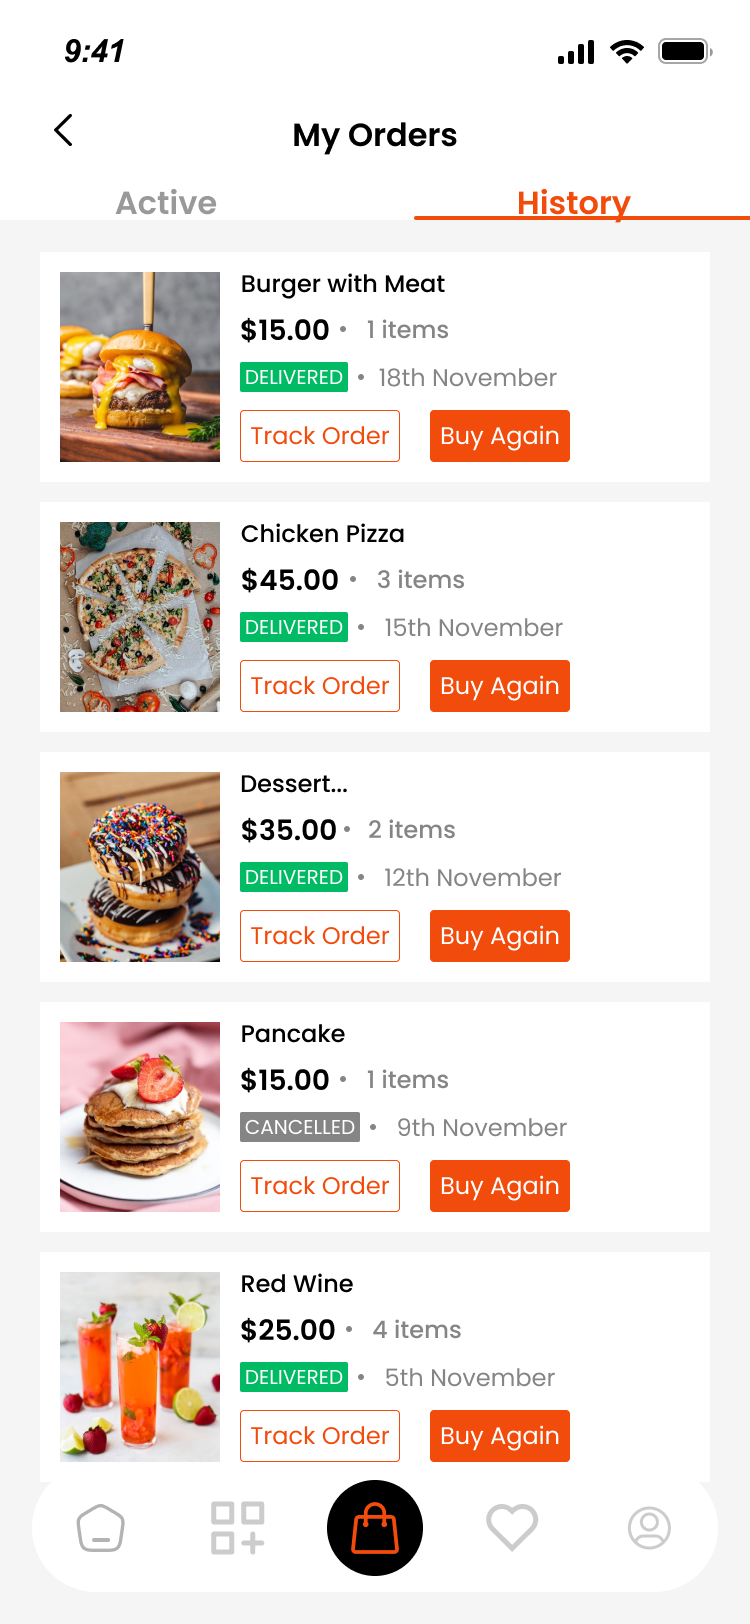 9:41
My Orders
Active History
Burger with Meat
$15.00 • 1 items
DELIVERED • 18th November
Track Order Buy Again
Chicken Pizza
$45.00 • 3 items
DELIVERED • 15th November
Track Order Buy Again
Dessert...
$35.00 • 2 items
DELIVERED • 12th November
Track Order Buy Again
Pancake
$15.00 • 1 items
CANCELLED • 9th November
Track Order Buy Again
Red Wine
$25.00 • 4 items
DELIVERED • 5th November
Track Order Buy Again